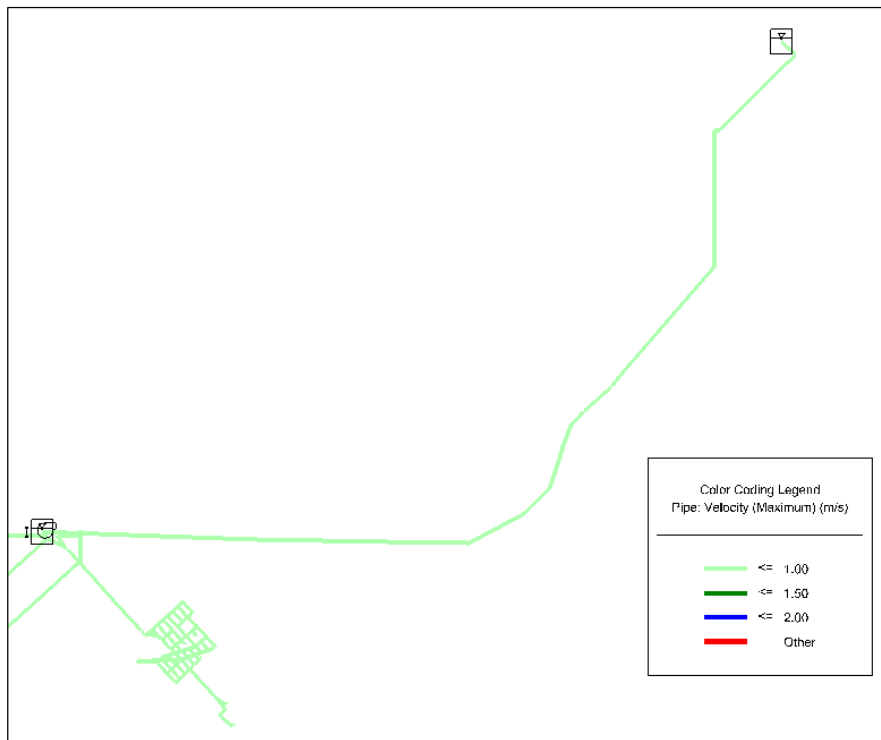 Color Coding Legend
Pipe: Velocity (Maximum) (m/s)
<= 1.00
<= 1.50
<= 2.00
Other